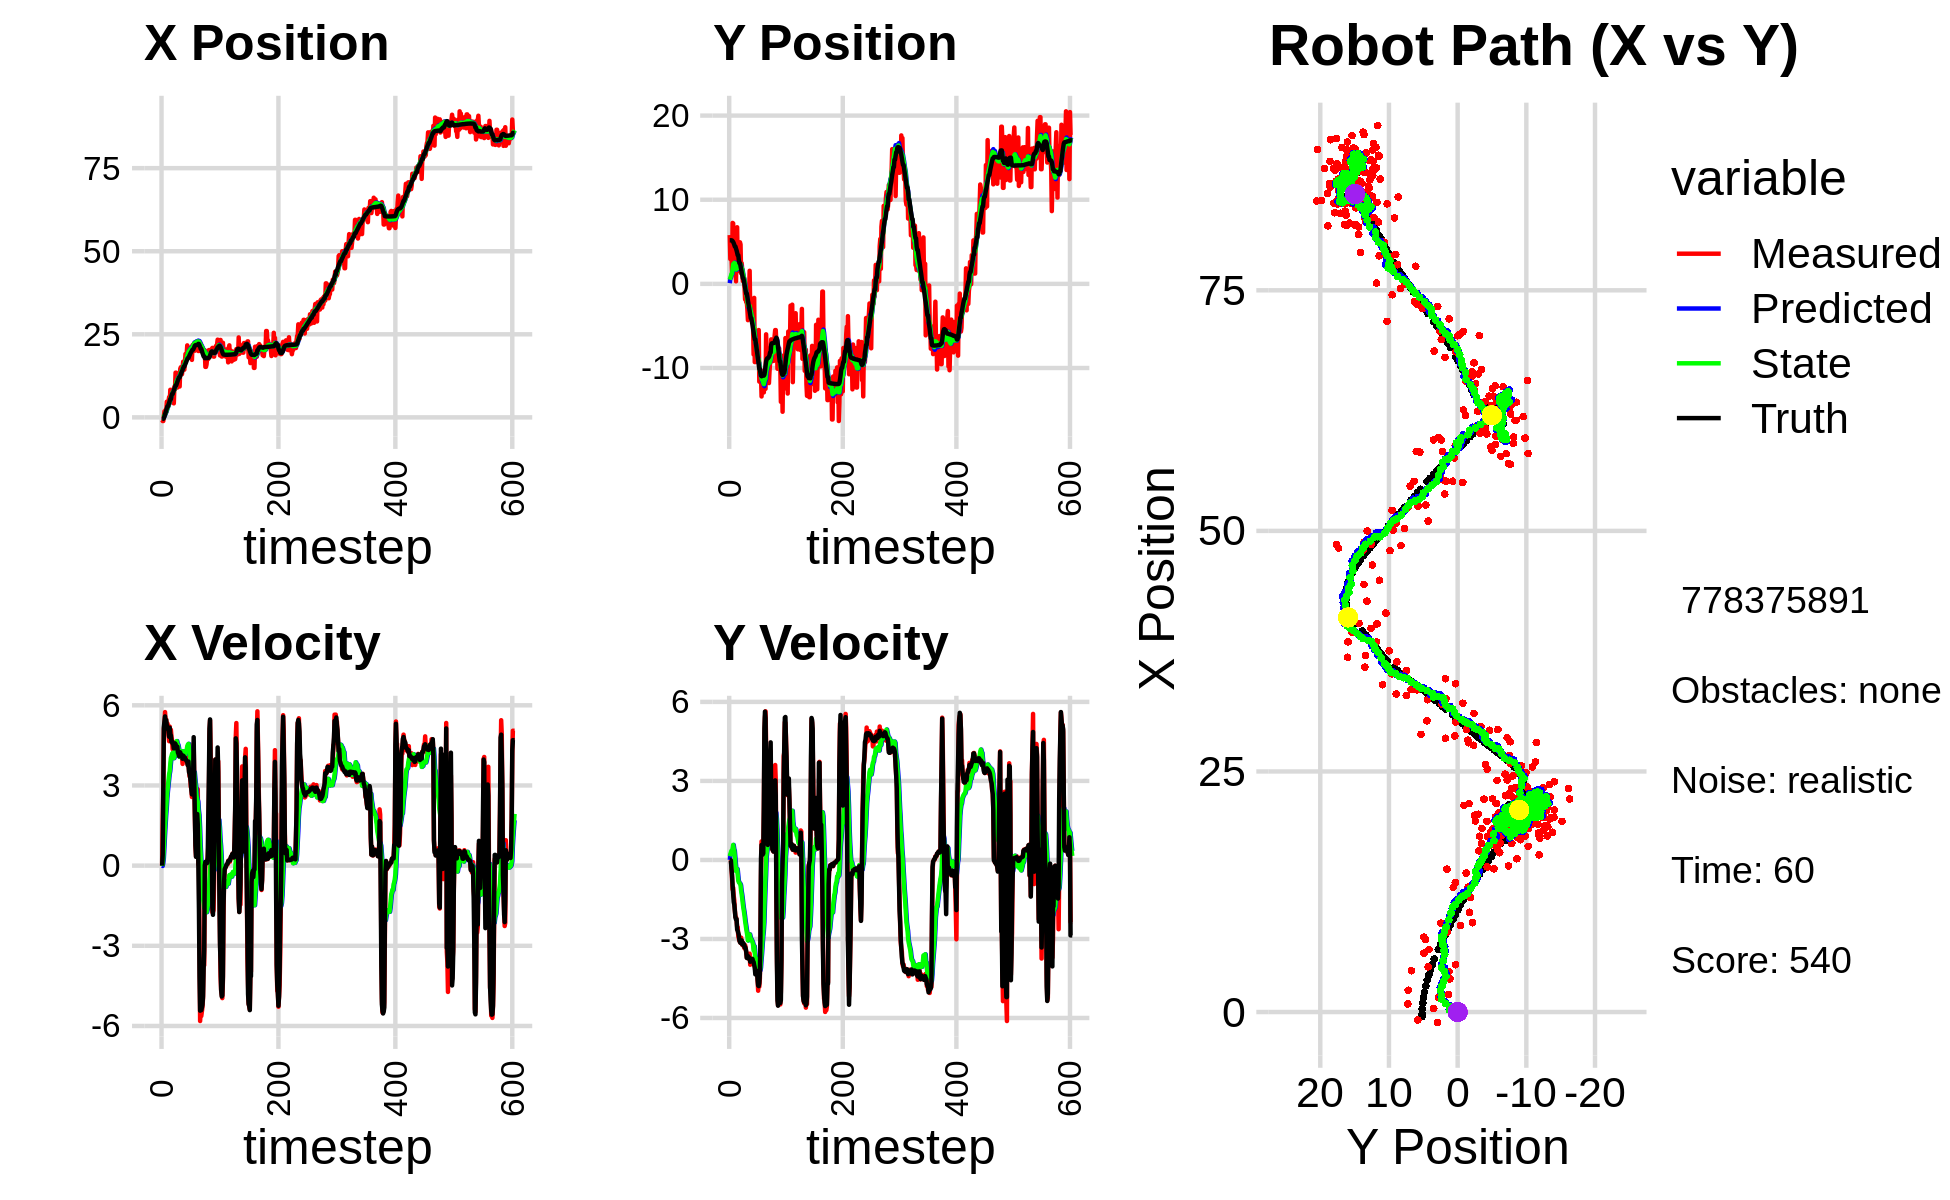 X Position
75
50
25
0
0
200
400
600
timestep
Y Position
20
10
0
-10
0
200
400
600
timestep
X Velocity
6
3
0
-3
-6
0
200
400
600
timestep
Y Velocity
6
3
0
-3
-6
0
200
400
600
timestep
Robot Path (X vs Y)
X Position
75
50
25
0
20 10 0 -10 -20
Y Position
variable
Measured
Predicted
State
Truth
778375891
Obstacles: none
Noise: realistic
Time: 60
Score: 540